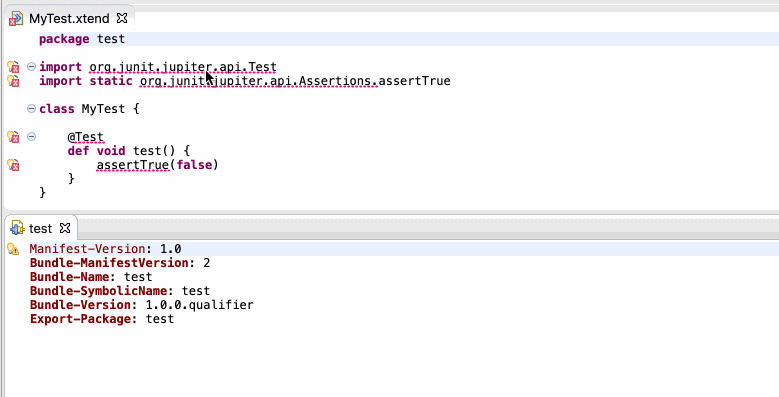 MyTest.xtend
package test
import org.junit.jupiter.api.Test
import static org.junit.jupiter.api.Assertions.assertTrue
class MyTest {
@Test
def void test() {
assertTrue(false)
}
}
test
Manifest-Version: 1.0
Bundle-ManifestVersion: 2
Bundle-Name: test
Bundle-SymbolicName: test
Bundle-Version: 1.0.0.qualifier
Export-Package: test